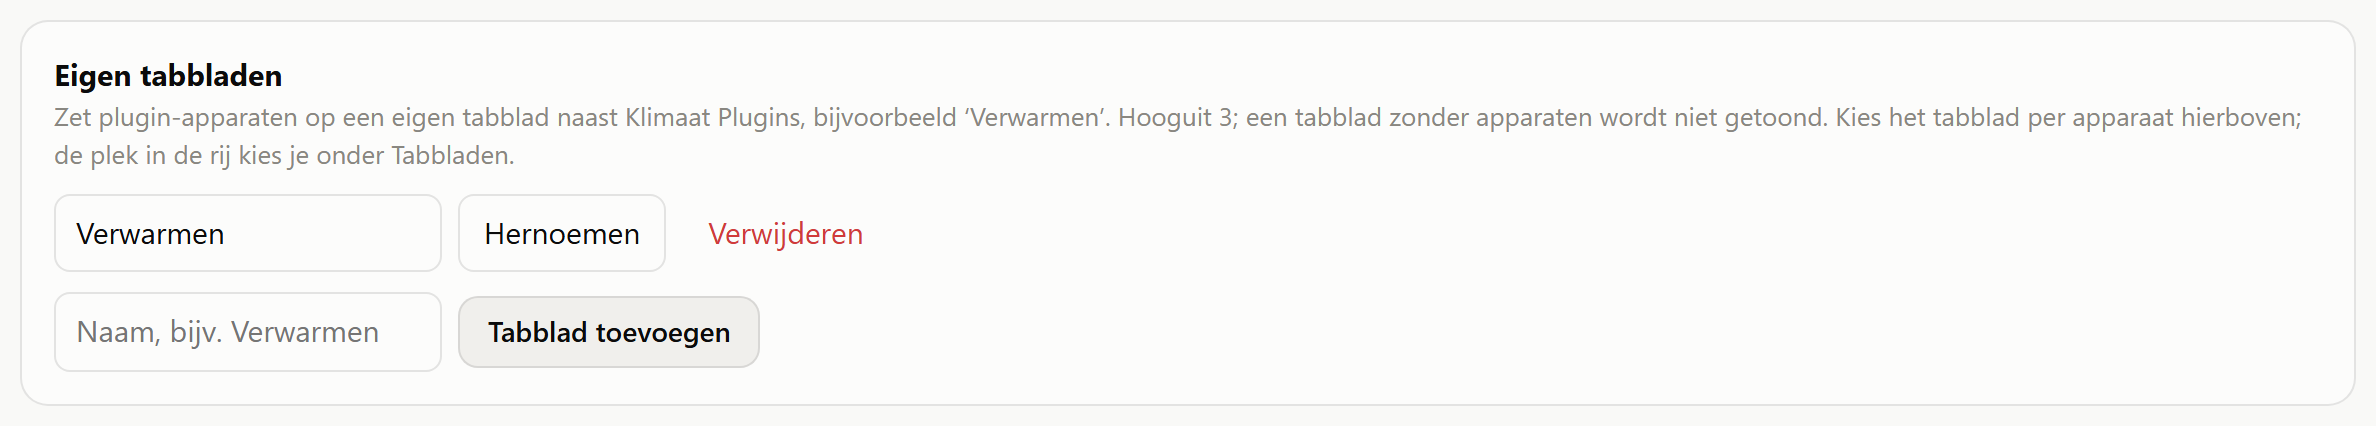 Eigen tabbladen
Zet plugin-apparaten op een eigen tabblad naast Klimaat Plugins, bijvoorbeeld ‘Verwarmen’. Hooguit 3; een tabblad zonder apparaten wordt niet getoond. Kies het tabblad per apparaat hierboven;
de plek in de rij kies je onder Tabbladen.
Verwarmen Hernoemen Verwijderen
Naam, bijv. Verwarmen Tabblad toevoegen